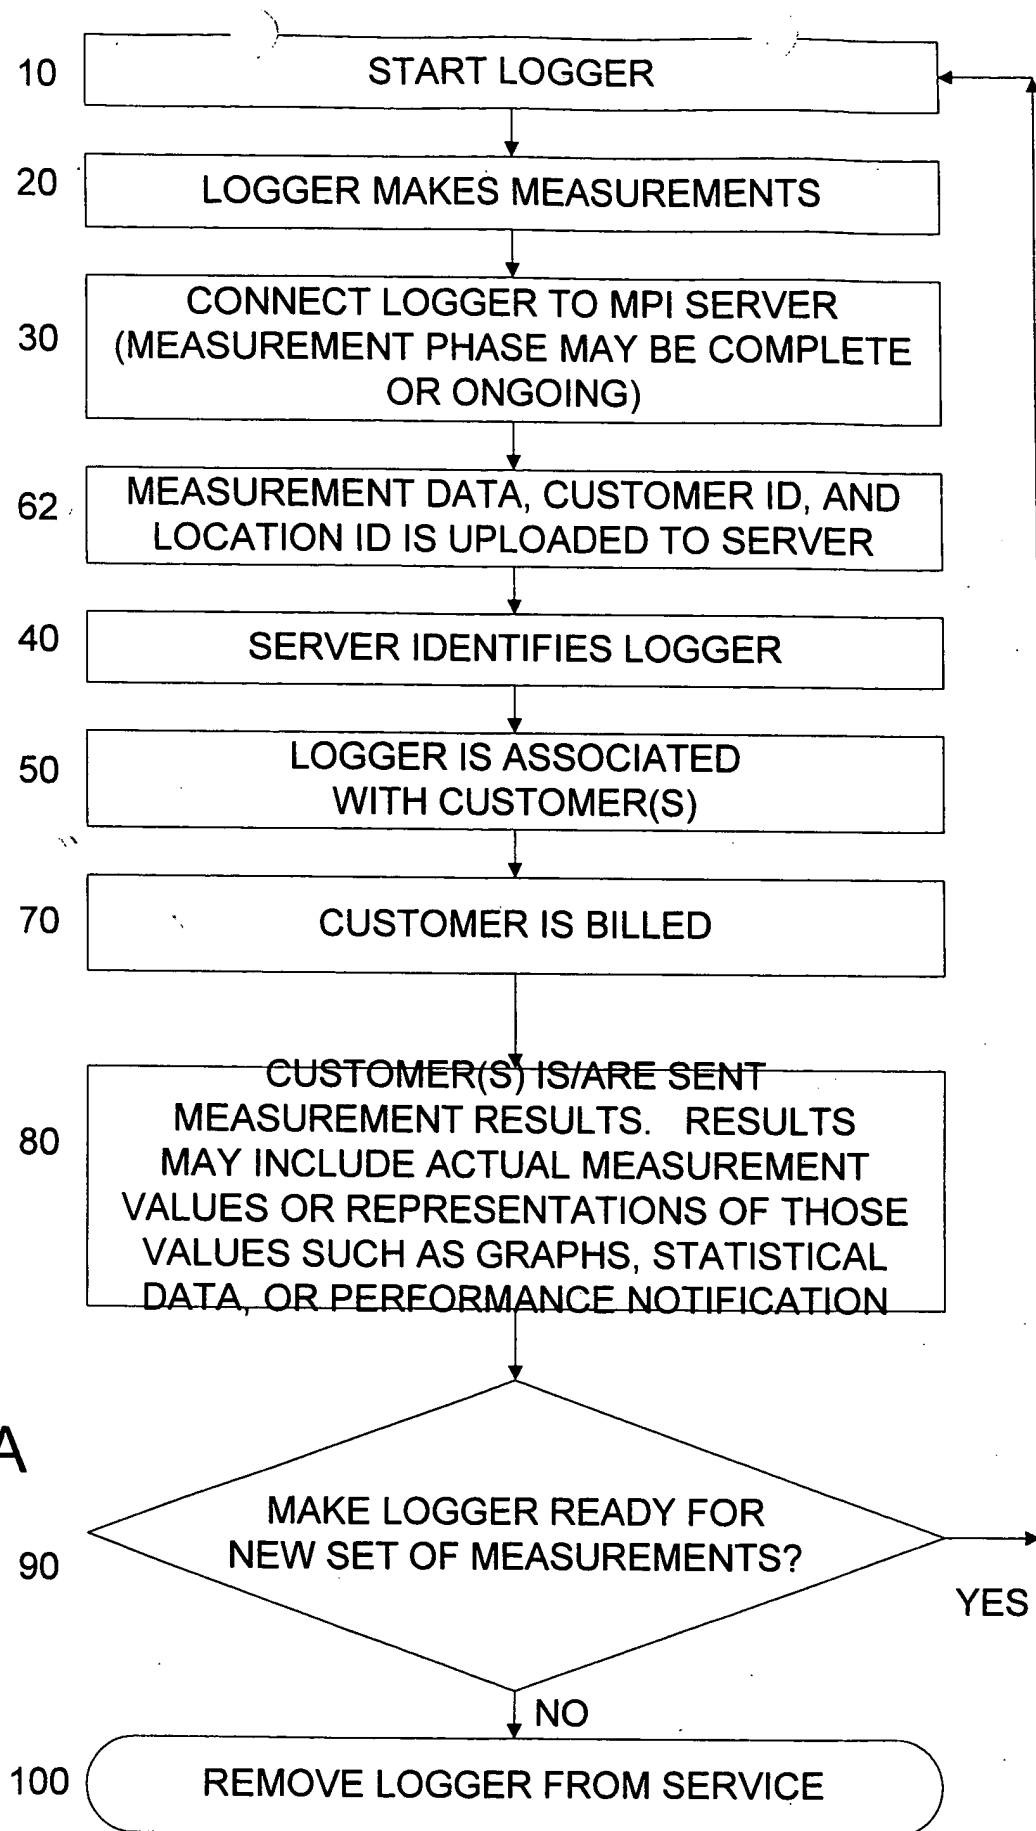 10 START LOGGER
20 LOGGER MAKES MEASUREMENTS
CONNECT LOGGER TO MPI SERVER
30 (MEASUREMENT PHASE MAY BE COMPLETE
OR ONGOING)
62 MEASUREMENT DATA, CUSTOMER ID, AND
LOCATION ID IS UPLOADED TO SERVER
40 SERVER IDENTIFIES LOGGER
50 LOGGER IS ASSOCIATED
WITH CUSTOMER(S)
70 CUSTOMER IS BILLED
CUSTOMER(S) IS/ARE SENT
80 MEASUREMENT RESULTS. RESULTS
MAY INCLUDE ACTUAL MEASUREMENT
VALUES OR REPRESENTATIONS OF THOSE
VALUES SUCH AS GRAPHS, STATISTICAL
DATA, OR PERFORMANCE NOTIFICATION
A
MAKE LOGGER READY FOR
90 NEW SET OF MEASUREMENTS?
YES
NO
100 REMOVE LOGGER FROM SERVICE